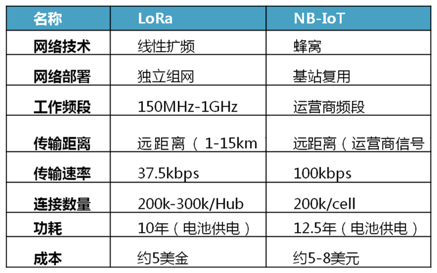 名称 LoRa NB-IoT
网络技术 线性扩频 蜂窝
网络部署 独立组网 基站复用
工作频段 150MHz-1GHz 运营商频段
传输距离 远距离（1-15km 远距离（运营商信号
传输速率 37.5kbps 100kbps
连接数量 200k-300k/Hub 200k/cell
功耗 10年（电池供电） 12.5年（电池供电）
成本 约5美金 约5-8美元